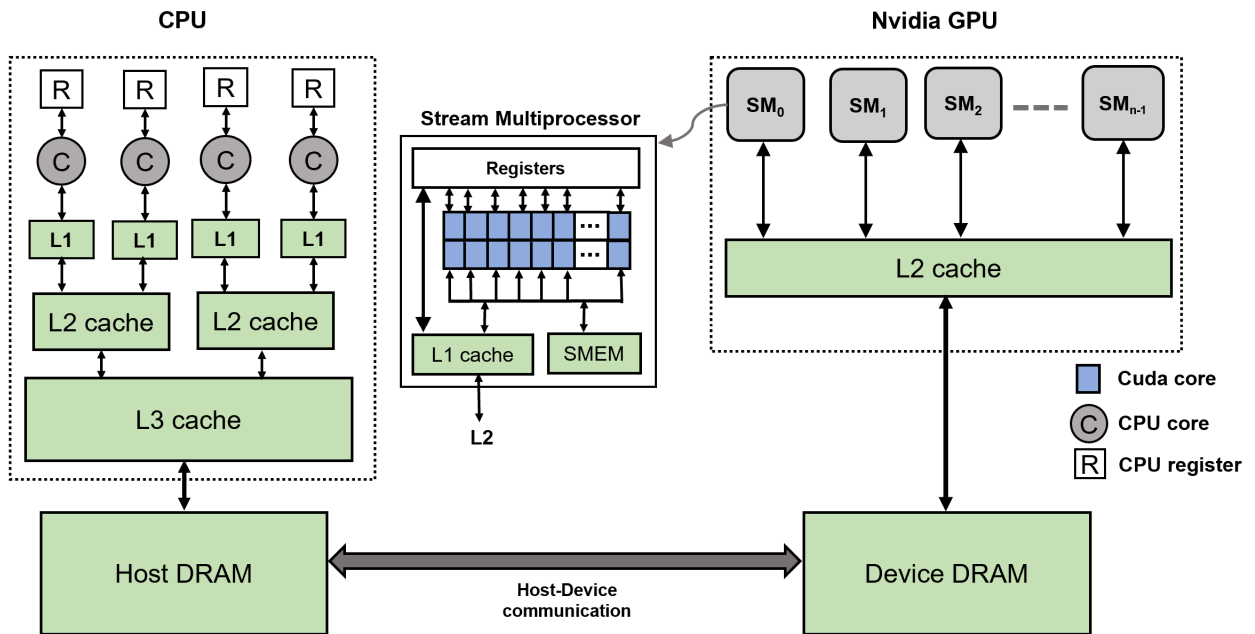 CPU
Nvidia GPU
R R R R
C C C C
L1 L1 L1 L1
L2 cache L2 cache
L3 cache
Host DRAM
Stream Multiprocessor
Registers
... 
...
L1 cache SMEM
L2
SM0 SM1 SM2 SMn-1
L2 cache
Cuda core
C CPU core
R CPU register
Device DRAM
Host-Device
communication